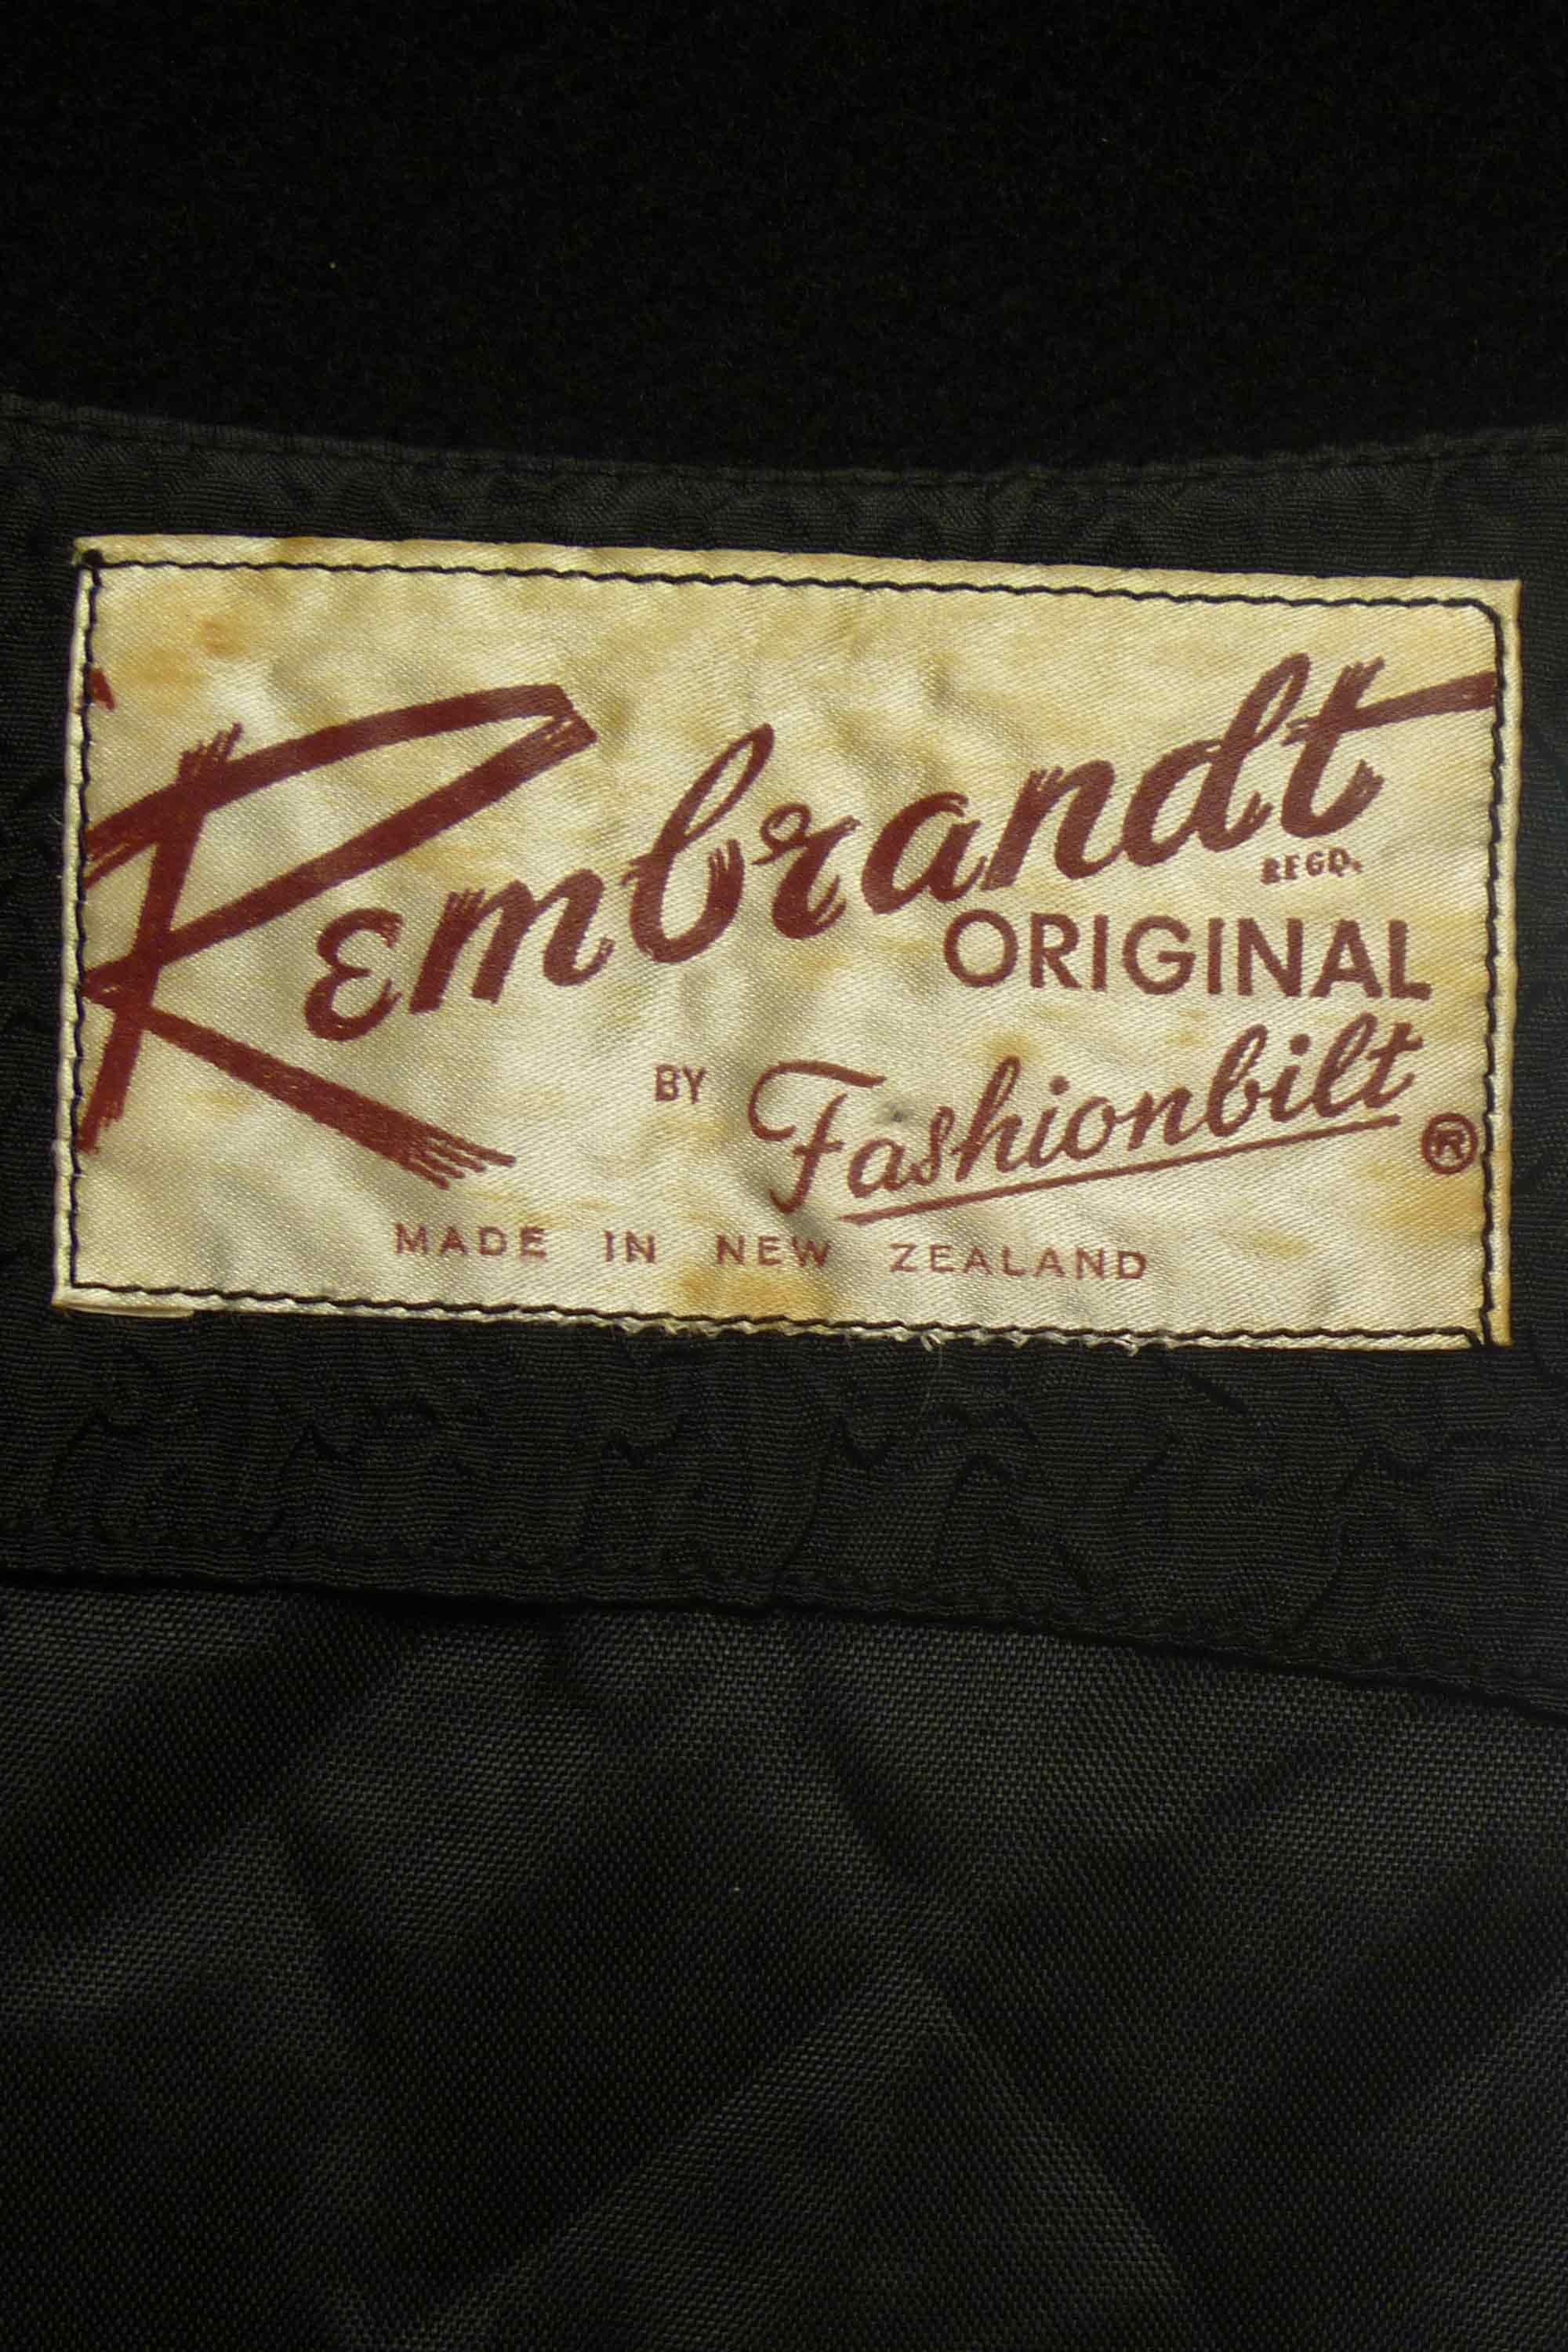 Rembrandt
REGD.
ORIGINAL
BY Fashionbilt ®
MADE IN NEW ZEALAND